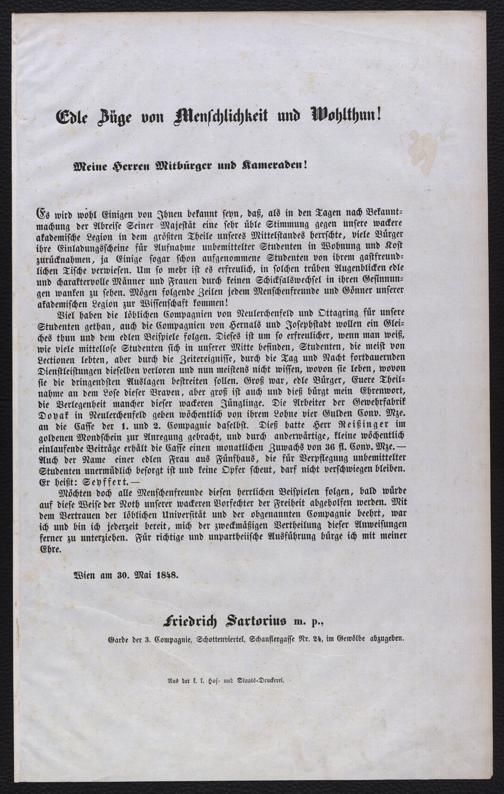 Edle Züge von Menschlichkeit und Wohlthun!
Meine Herren Mitbürger und Kameraden!
Es wird wohl Einigen von Ihnen bekannt seyn, daß, als in den Tagen nach Bekannt-
machung der Abreise Seiner Majestät eine sehr üble Stimmung gegen unsere wackere
akademische Legion in dem größten Theile unseres Mittelstandes herrschte, viele Bürger
ihre Einladungsscheine für Aufnahme unbemittelter Studenten in Wohnung und Kost
zurücknahmen, ja Einige sogar schon aufgenommene Studenten von ihrem gastfreund-
lichen Tische verwiesen. Um so mehr ist es erfreulich, in solchen trüben Augenblicken edle
und charaktervolle Männer und Frauen durch keinen Schicksalswechsel in ihren Gesinnun-
gen wanken zu sehen. Mögen folgende Zeilen jedem Menschenfreunde und Gönner unserer
akademischen Legion zur Wissenschaft kommen!
Viel haben die löblichen Compagnien von Neulerchenfeld und Ottagring für unsere
Studenten gethan, auch die Compagnien von Hernals und Josephstadt wollen ein Glei-
ches thun und dem edlen Beispiele folgen. Dieses ist um so erfreulicher, wenn man weiß,
wie viele mittellose Studenten sich in unserer Mitte befinden, Studenten, die meist von
Lectionen lebten, aber durch die Zeitereignisse, durch die Tag und Nacht fortdauernden
Dienstleistungen dieselben verloren und nun meistens nicht wissen, wovon sie leben, wovon
sie die dringendsten Auslagen bestreiten sollen. Groß war, edle Bürger, Euere Theil-
nahme an dem Lose dieser Braven, aber groß ist auch und dieß bürgt mein Ehrenwort,
die Verlegenheit mancher dieser wackeren Jünglinge. Die Arbeiter der Gewehrfabrik
Dopat in Neulerchenfeld geben wöchentlich von ihrem Lohne vier Gulden Conv. Mze.
an die Casse der 1. und 2. Compagnie daselbst. Dieß hatte Herr Reißinger im
goldenen Mondschein zur Anregung gebracht, und durch anderwärtige, kleine wöchentlich
einlaufende Beiträge erhält die Casse einen monatlichen Zuwachs von 36 fl. Conv. Mze.—
Auch der Name einer edlen Frau aus Fünfhaus, die für Verpflegung unbemittelter
Studenten unermüdlich besorgt ist und keine Opfer scheut, darf nicht verschwiegen bleiben.
Er heißt: Seyffert.—
Möchten doch alle Menschenfreunde diesen herrlichen Beispielen folgen, bald würde
auf diese Weise der Noth unserer wackeren Vorfechter der Freiheit abgeholfen werden. Mit
dem Vertrauen der löblichen Universität und der obgenannten Compagnie beehrt, war
ich und bin ich jederzeit bereit, mich der zweckmäßigen Vertheilung dieser Anweisungen
ferner zu unterziehen. Für richtige und unpartheiische Ausführung bürge ich mit meiner
Ehre.
Wien am 30. Mai 1848.
Friedrich Sartorius m. p.,
Garde der 3. Compagnie, Schottenviertel, Schauflergasse Nr. 24, im Gewölbe abzugeben.
Aus der k. k. Hof- und Staats-Druckerei.